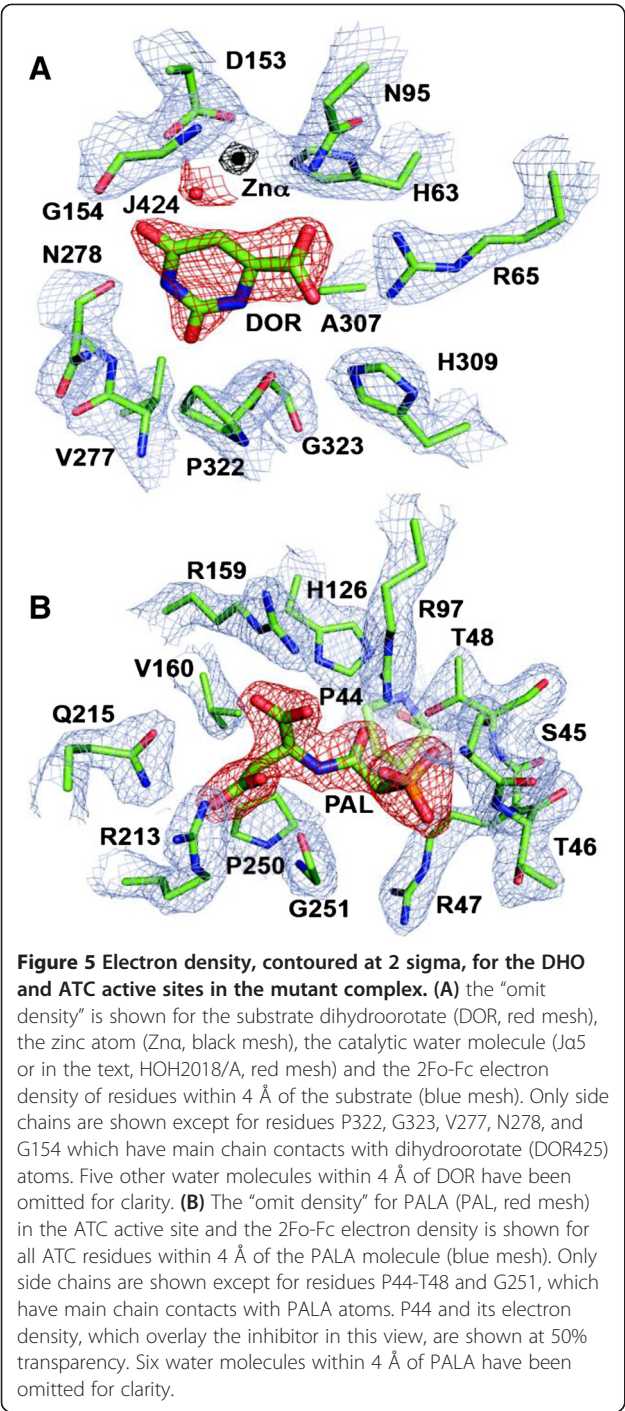 A
D153
N95
Znα
H63
G154 J424
R65
N278
DOR A307
H309
V277
P322
G323
B
R159
H126
R97
T48
V160
P44
Q215
S45
PAL
R213
P250
T46
G251
R47
Figure 5 Electron density, contoured at 2 sigma, for the DHO
and ATC active sites in the mutant complex. (A) the “omit
density” is shown for the substrate dihydroorotate (DOR, red mesh),
the zinc atom (Znα, black mesh), the catalytic water molecule (Jα5
or in the text, HOH2018/A, red mesh) and the 2Fo-Fc electron
density of residues within 4 Å of the substrate (blue mesh). Only side
chains are shown except for residues P322, G323, V277, N278, and
G154 which have main chain contacts with dihydroorotate (DOR425)
atoms. Five other water molecules within 4 Å of DOR have been
omitted for clarity. (B) The “omit density” for PALA (PAL, red mesh)
in the ATC active site and the 2Fo-Fc electron density is shown for
all ATC residues within 4 Å of the PALA molecule (blue mesh). Only
side chains are shown except for residues P44-T48 and G251, which
have main chain contacts with PALA atoms. P44 and its electron
density, which overlay the inhibitor in this view, are shown at 50%
transparency. Six water molecules within 4 Å of PALA have been
omitted for clarity.